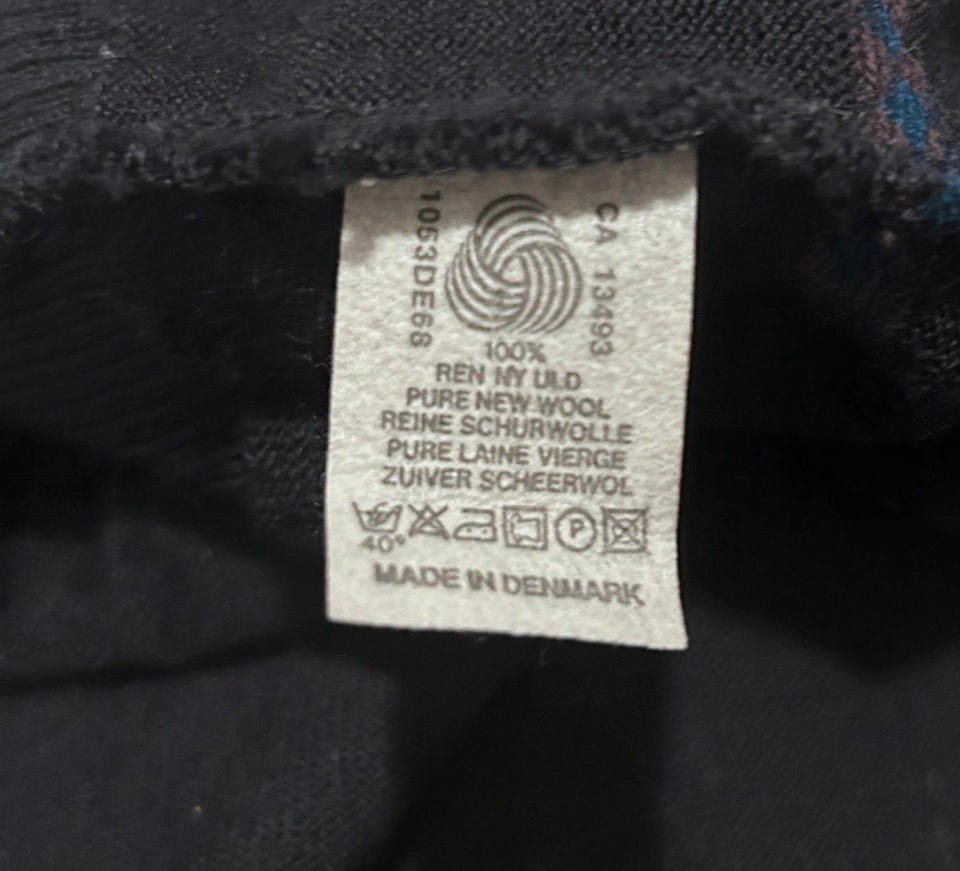 1053DE68
CA 13493
100%
REN NY ULD
PURE NEW WOOL
REINE SCHURWOLLE
PURE LAINE VIERGE
ZUIVER SCHEERWOL
P
40°
MADE IN DENMARK